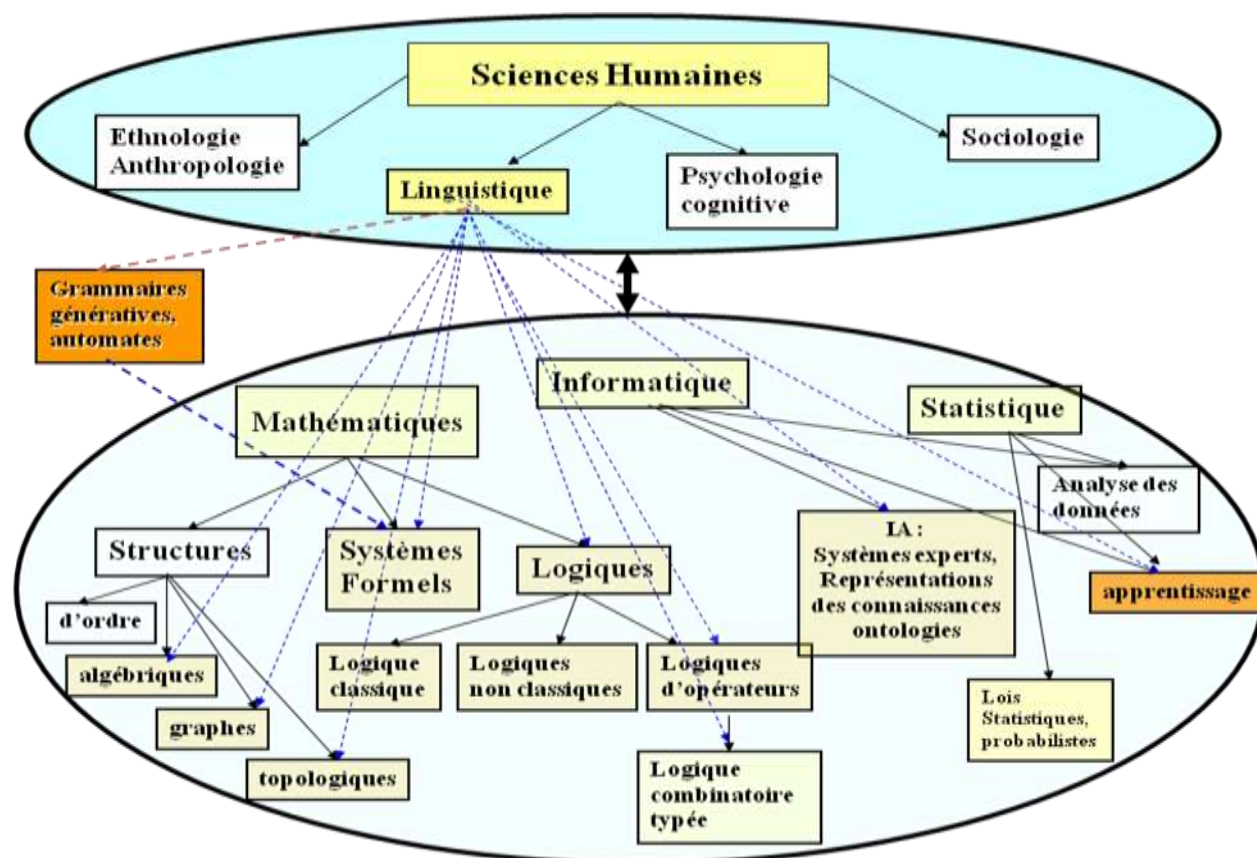 Sciences Humaines
Ethnologie
Anthropologie
Sociologie
Linguistique
Psychologie
cognitive
Grammaires
génératives,
automates
Mathématiques
Informatique
Statistique
Structures
Systèmes
Formels
Logiques
IA :
Systèmes experts,
Représentations
des connaissances
ontologies
Analyse des
données
apprentissage
d'ordre
algébriques
graphes
topologiques
Logique
classique
Logiques
non classiques
Logiques
d'opérateurs
Logique
combinatoire
typée
Lois
Statistiques,
probabilistes